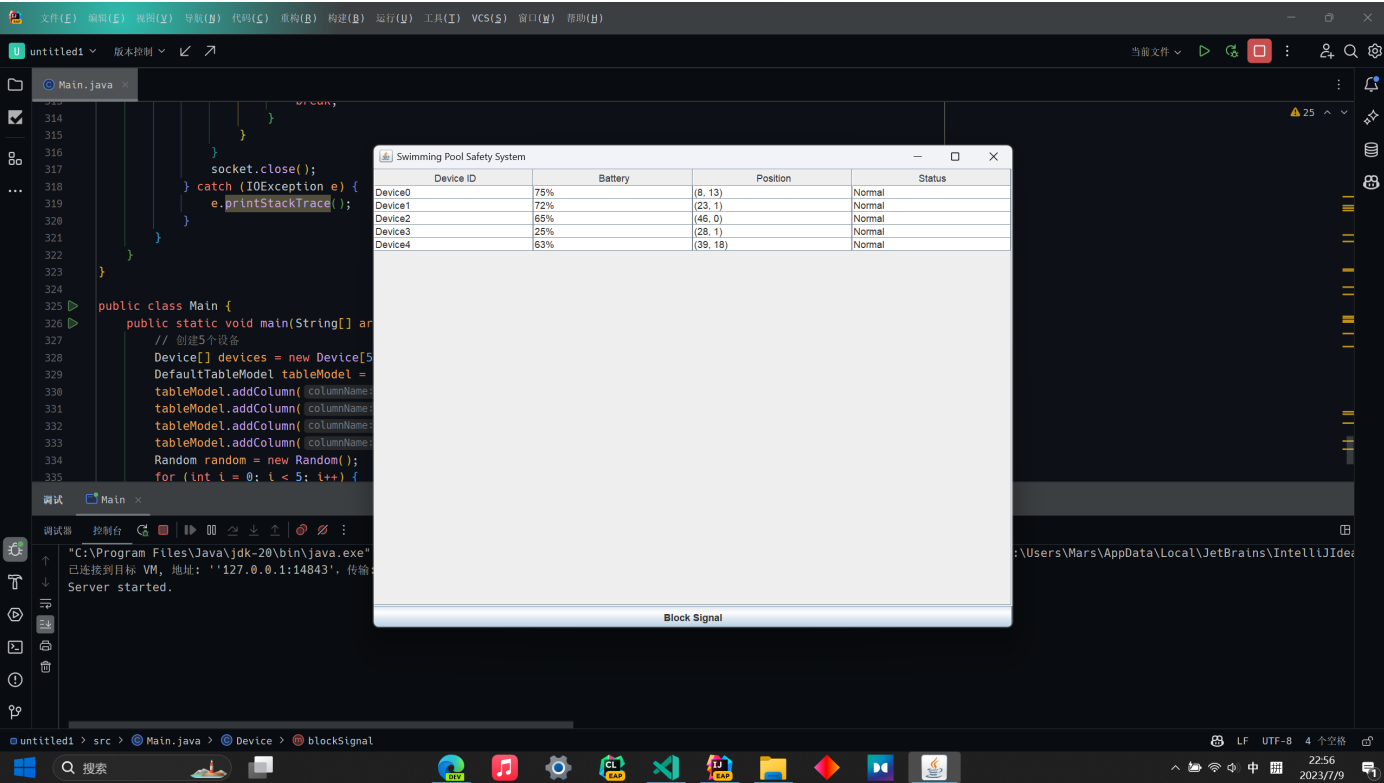 文件(F) 编辑(E) 视图(V) 导航(N) 代码(C) 重构(R) 构建(B) 运行(U) 工具(T) VCS(S) 窗口(W) 帮助(H)
U untitled1 版本控制 当前文件
Main.java
313 break;
314 }
315 }
316 }
317 socket.close();
318 } catch (IOException e) {
319 e.printStackTrace();
320 }
321 }
322 }
323 }
324
325 public class Main {
326 public static void main(String[] ar
327 // 创建5个设备
328 Device[] devices = new Device[5
329 DefaultTableModel tableModel =
330 tableModel.addColumn( columnName:
331 tableModel.addColumn( columnName:
332 tableModel.addColumn( columnName:
333 tableModel.addColumn( columnName:
334 Random random = new Random();
335 for (int i = 0; i < 5; i++) {
25
Swimming Pool Safety System
Device ID Battery Position Status
Device0 75% (8, 13) Normal
Device1 72% (23, 1) Normal
Device2 65% (46, 0) Normal
Device3 25% (28, 1) Normal
Device4 63% (39, 18) Normal
Block Signal
调试 Main
调试器 控制台
"C:\Program Files\Java\jdk-20\bin\java.exe" :\Users\Mars\AppData\Local\JetBrains\IntelliJIdea
已连接到目标 VM, 地址: ''127.0.0.1:14843', 传输:
Server started.
untitled1 > src > Main.java > Device > blockSignal LF UTF-8 4 个空格
搜索
DEV
CL
EAP
IJ
EAP
中
拼
22:56
2023/7/9
1